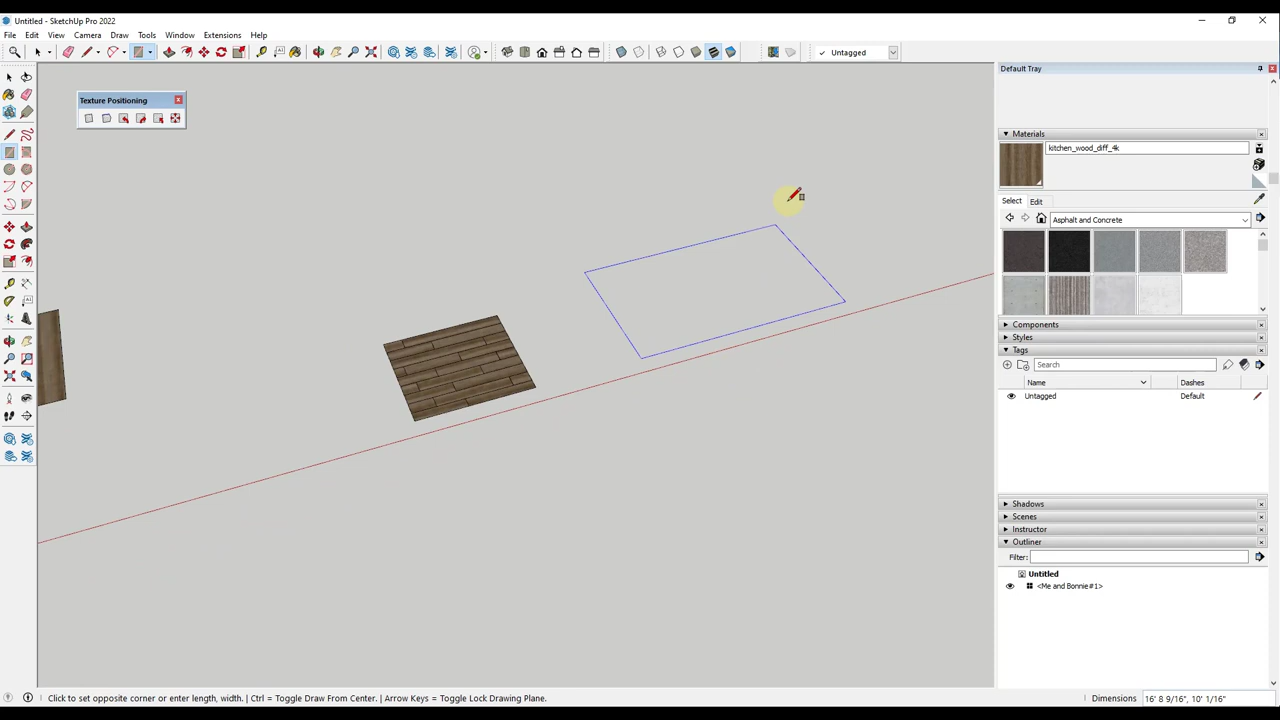 Untitled - SketchUp Pro 2022
File Edit View Camera Draw Tools Window Extensions Help
Untagged
Default Tray
Texture Positioning
Materials
kitchen_wood_diff_4k
Select Edit
Asphalt and Concrete
Components
Styles
Tags
Search
Name Dashes
Untagged Default
Shadows
Scenes
Instructor
Outliner
Filter:
Untitled
<Me and Bonnie#1>
Click to set opposite corner or enter length, width. | Ctrl = Toggle Draw From Center. | Arrow Keys = Toggle Lock Drawing Plane.
Dimensions 16' 8 9/16", 10' 1/16"